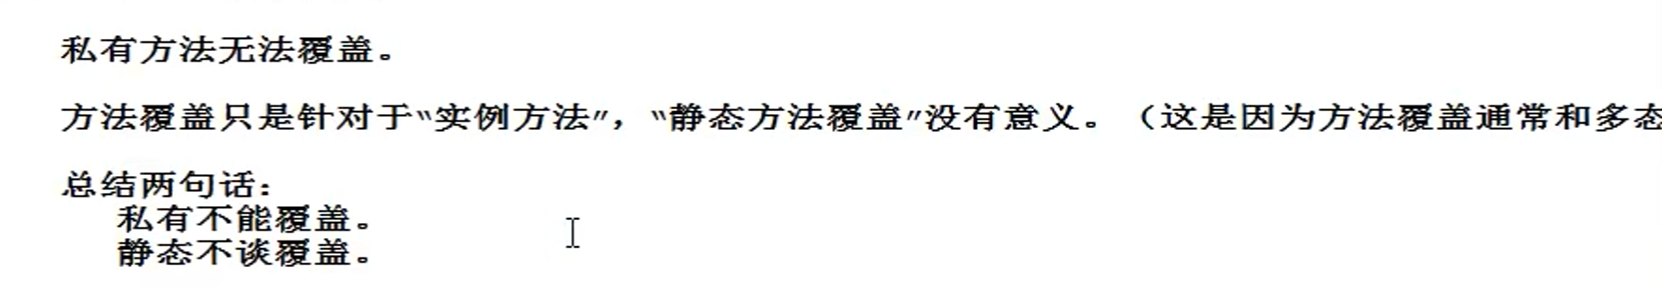 私有方法无法覆盖。
方法覆盖只是针对于“实例方法”，“静态方法覆盖”没有意义。（这是因为方法覆盖通常和多态
总结两句话：
私有不能覆盖。
静态不谈覆盖。